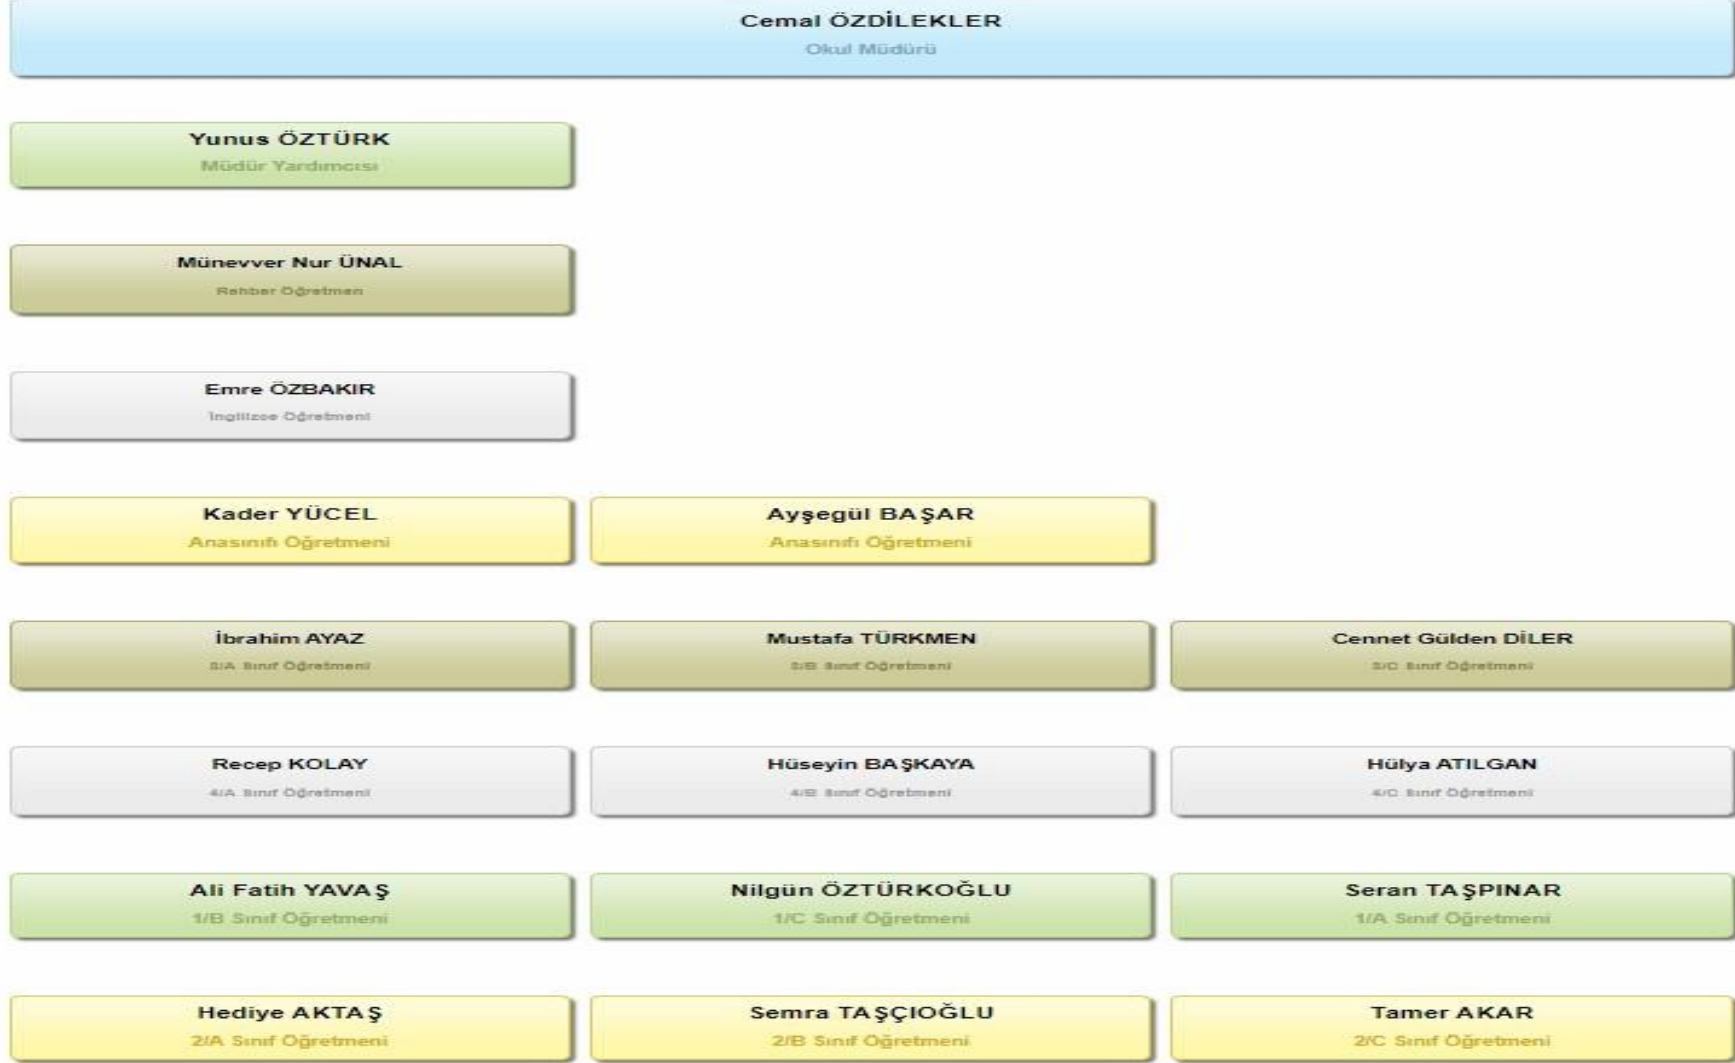 Cemal ÖZDİLEKLER
Okul Müdürü
Yunus ÖZTÜRK
Müdür Yardımcısı
Münevver Nur ÜNAL
Rehber Öğretmen
Emre ÖZBAKIR
İngilizce Öğretmeni
Kader YÜCEL
Anasınıfı Öğretmeni
Ayşegül BAŞAR
Anasınıfı Öğretmeni
İbrahim AYAZ
3/A Sınıf Öğretmeni
Mustafa TÜRKMEN
3/B Sınıf Öğretmeni
Cennet Gülden DİLER
3/C Sınıf Öğretmeni
Recep KOLAY
4/A Sınıf Öğretmeni
Hüseyin BAŞKAYA
4/B Sınıf Öğretmeni
Hülya ATILGAN
4/C Sınıf Öğretmeni
Ali Fatih YAVAŞ
1/B Sınıf Öğretmeni
Nilgün ÖZTÜRKOĞLU
1/C Sınıf Öğretmeni
Seran TAŞPINAR
1/A Sınıf Öğretmeni
Hediye AKTAŞ
2/A Sınıf Öğretmeni
Semra TAŞÇIOĞLU
2/B Sınıf Öğretmeni
Tamer AKAR
2/C Sınıf Öğretmeni